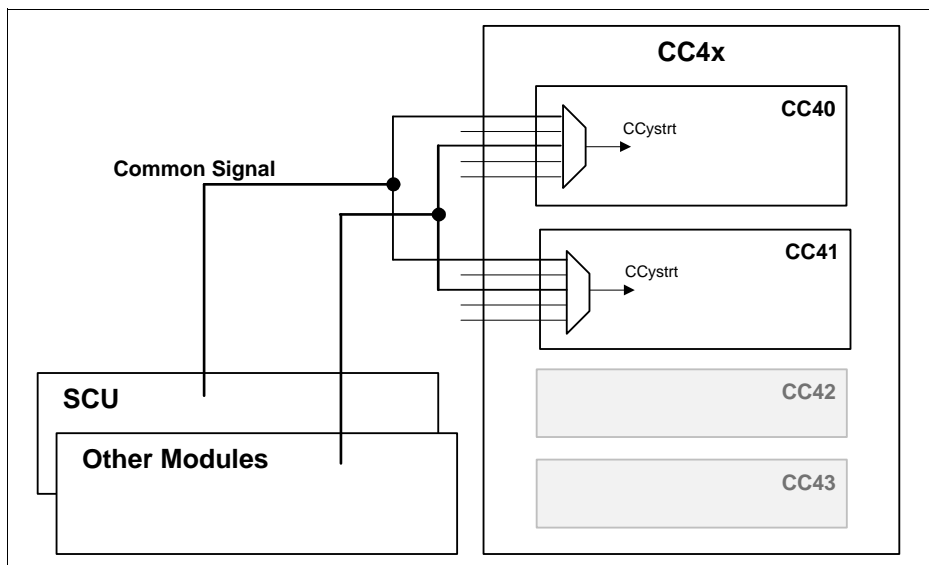 CC4x
CC40
CCystrt
Common Signal
CC41
CCystrt
SCU
CC42
Other Modules
CC43